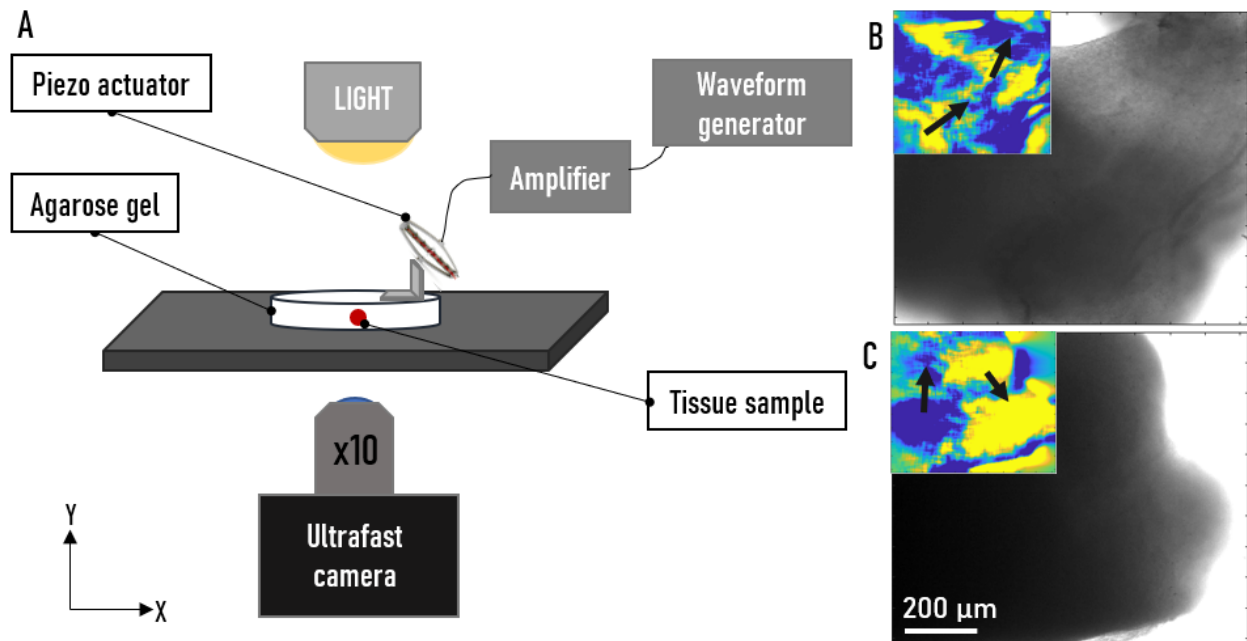 A
Piezo actuator
LIGHT
Waveform
generator
Amplifier
Agarose gel
Tissue sample
x10
Ultrafast
camera
Y
X
B
C
200 µm